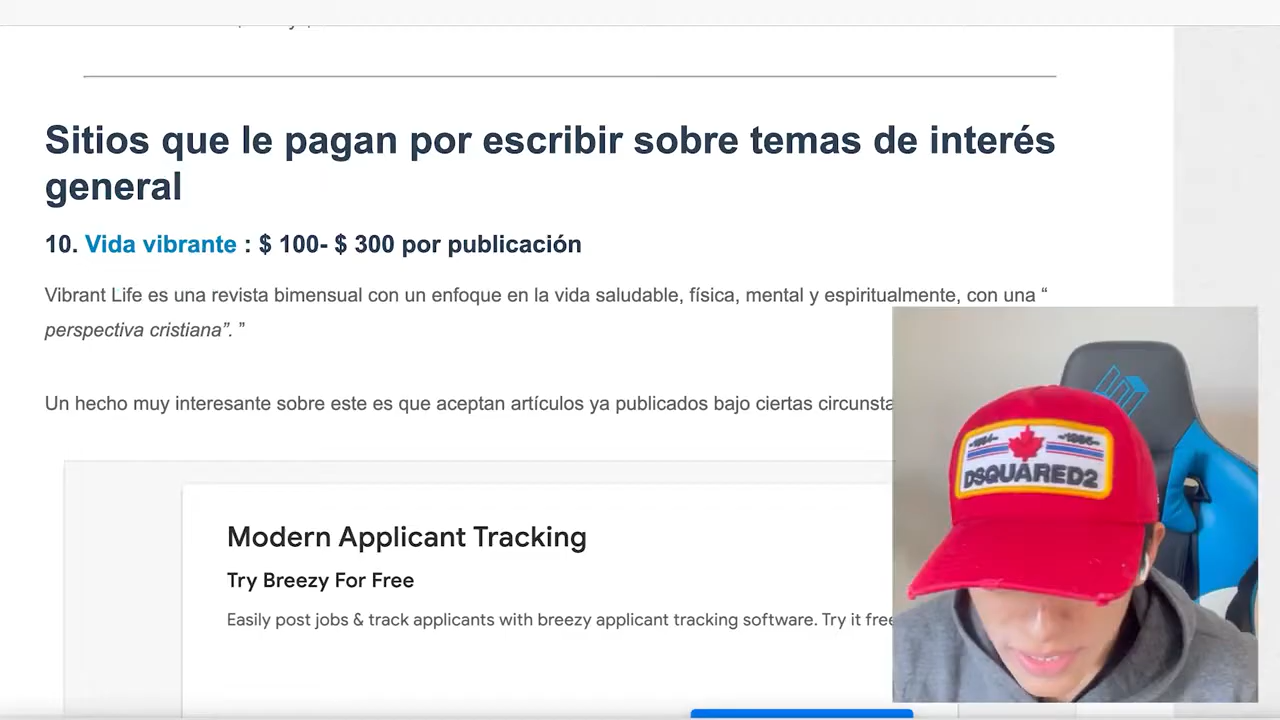 Sitios que le pagan por escribir sobre temas de interés
general
10. Vida vibrante : $ 100- $ 300 por publicación
Vibrant Life es una revista bimensual con un enfoque en la vida saludable, física, mental y espiritualmente, con una “
perspectiva cristiana”. ”
Un hecho muy interesante sobre este es que aceptan artículos ya publicados bajo ciertas circunsta
Modern Applicant Tracking
Try Breezy For Free
Easily post jobs & track applicants with breezy applicant tracking software. Try it free
DSQUARED2